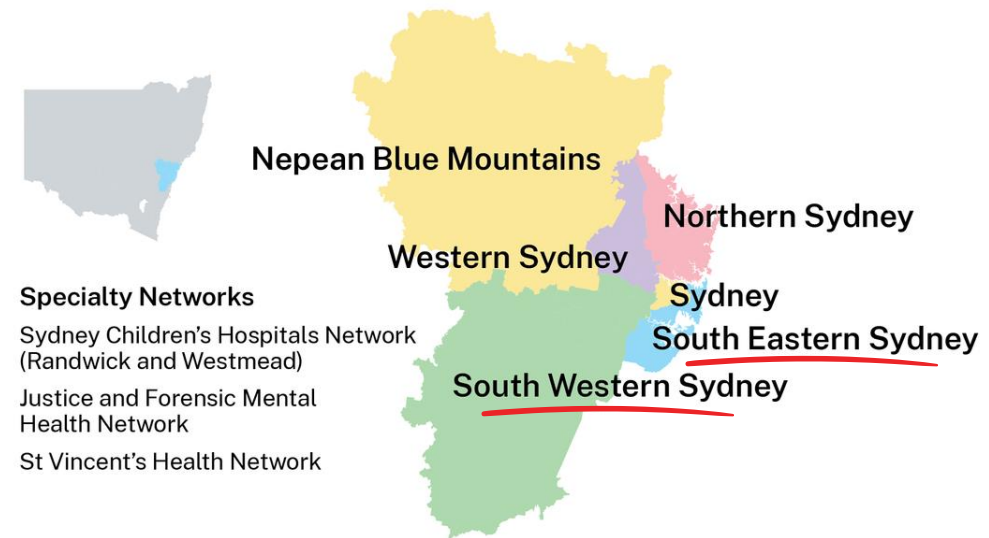 Nepean Blue Mountains
Northern Sydney
Western Sydney
Sydney
South Eastern Sydney
South Western Sydney
Specialty Networks
Sydney Children’s Hospitals Network
(Randwick and Westmead)
Justice and Forensic Mental
Health Network
St Vincent’s Health Network